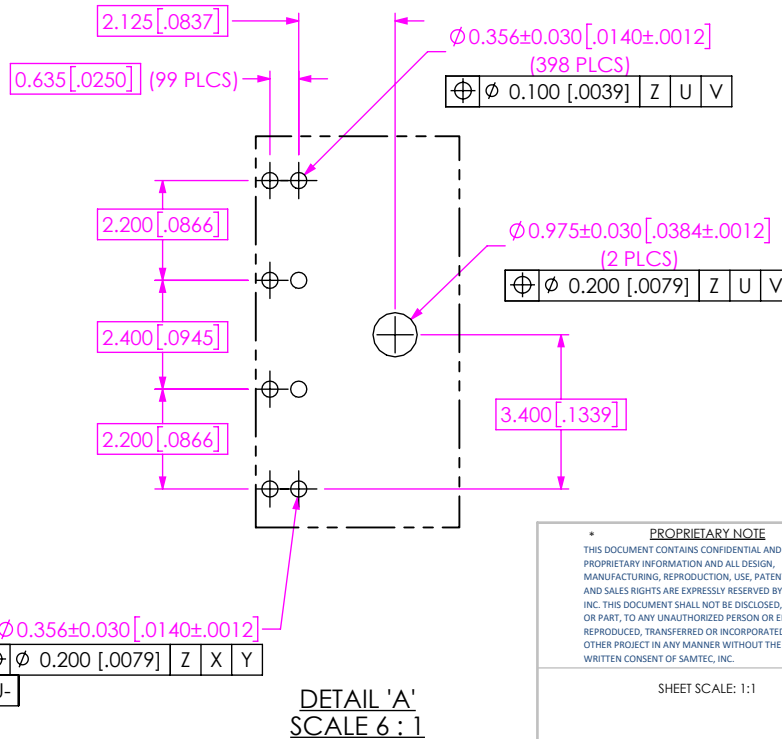 2.125 [.0837]
Ø0.356±0.030 [.0140±.0012]
(398 PLCS)
⌖ Ø 0.100 [.0039] Z U V
0.635 [.0250] (99 PLCS)
2.200 [.0866]
Ø0.975±0.030 [.0384±.0012]
(2 PLCS)
⌖ Ø 0.200 [.0079] Z U V
2.400 [.0945]
3.400 [.1339]
2.200 [.0866]
Ø0.356±0.030 [.0140±.0012]
⌖ Ø 0.200 [.0079] Z X Y
DETAIL 'A'
SCALE 6 : 1
* PROPRIETARY NOTE
THIS DOCUMENT CONTAINS CONFIDENTIAL AND
PROPRIETARY INFORMATION AND ALL DESIGN,
MANUFACTURING, REPRODUCTION, USE,
AND SALES RIGHTS ARE EXPRESSLY RESERVED BY
INC. THIS DOCUMENT SHALL NOT BE DISCLOSED,
OR PART, TO ANY UNAUTHORIZED PERSON OR
REPRODUCED, TRANSFERRED OR INCORPORATED
OTHER PROJECT IN ANY MANNER WITHOUT THE
WRITTEN CONSENT OF SAMTEC, INC.
SHEET SCALE: 1:1